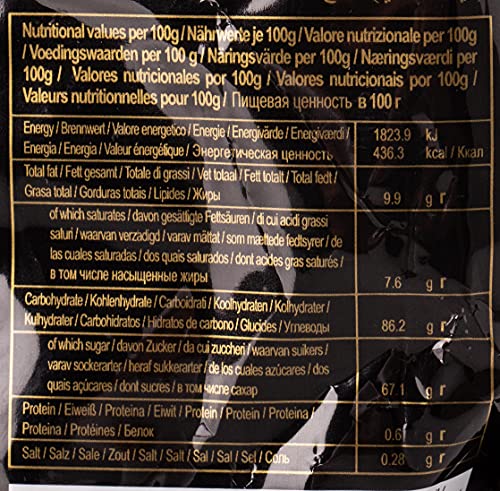 Nutritional values per 100g / Nährwerte je 100g / Valore nutrizionale per 100g
/ Voedingswaarden per 100 g / Näringsvärde per 100g / Næringsværdi per
100g / Valores nutricionales por 100g / Valores nutricionais por 100g /
Valeurs nutritionnelles pour 100g / Пищевая ценность в 100 г
Energy / Brennwert / Valore energetico / Energie / Energivärde / Energiværdi / 1823.9 kJ
Energia / Energia / Valeur énergétique / Энергетическая ценность 436.3 kcal / Ккал
Total fat / Fett gesamt / Totale di grassi / Vet totaal / Fett totalt / Total fedt /
Grasa total / Gorduras totais / Lipides / Жиры 9.9 g г
of which saturates / davon gesätigte Fettsäuren / di cui acidi grassi
saturi / waarvan verzadigd / varav mättat / som mættede fedtsyrer / de
las cuales saturadas / dos quais saturados / dont acides gras saturés /
в том числе насыщенные жиры 7.6 g г
Carbohydrate / Kohlenhydrate / Carboidrati / Koolhydraten / Kolhydrater /
Kulhydrater / Carbohidratos / Hidratos de carbono / Glucides / Углеводы 86.2 g г
of which sugar / davon Zucker / da cui zuccheri / waarvan suikers /
varav sockerarter / heraf sukkerarter / de los cuales azúcares / dos
quais açúcares / dont sucres / в том числе сахар 67.1 g г
Protein / Eiweiß / Proteina / Eiwit / Protein / Protein / Proteina /
Proteina / Protéines / Белок 0.6 g г
Salt / Salz / Sale / Zout / Salt / Salt / Sal / Sal / Sel / Соль 0.28 g г